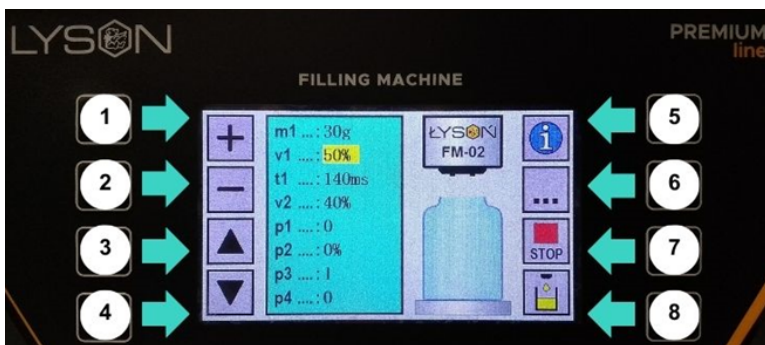 LYSON
PREMIUM
line
FILLING MACHINE
1
2
3
4
+
−
m1 ...: 30g
v1 ....: 50%
t1 ....: 140ms
v2 ....: 40%
p1 ....: 0
p2 ....: 0%
p3 ....: 1
p4 ....: 0
ŁYSON
FM-02
i
...
STOP
5
6
7
8